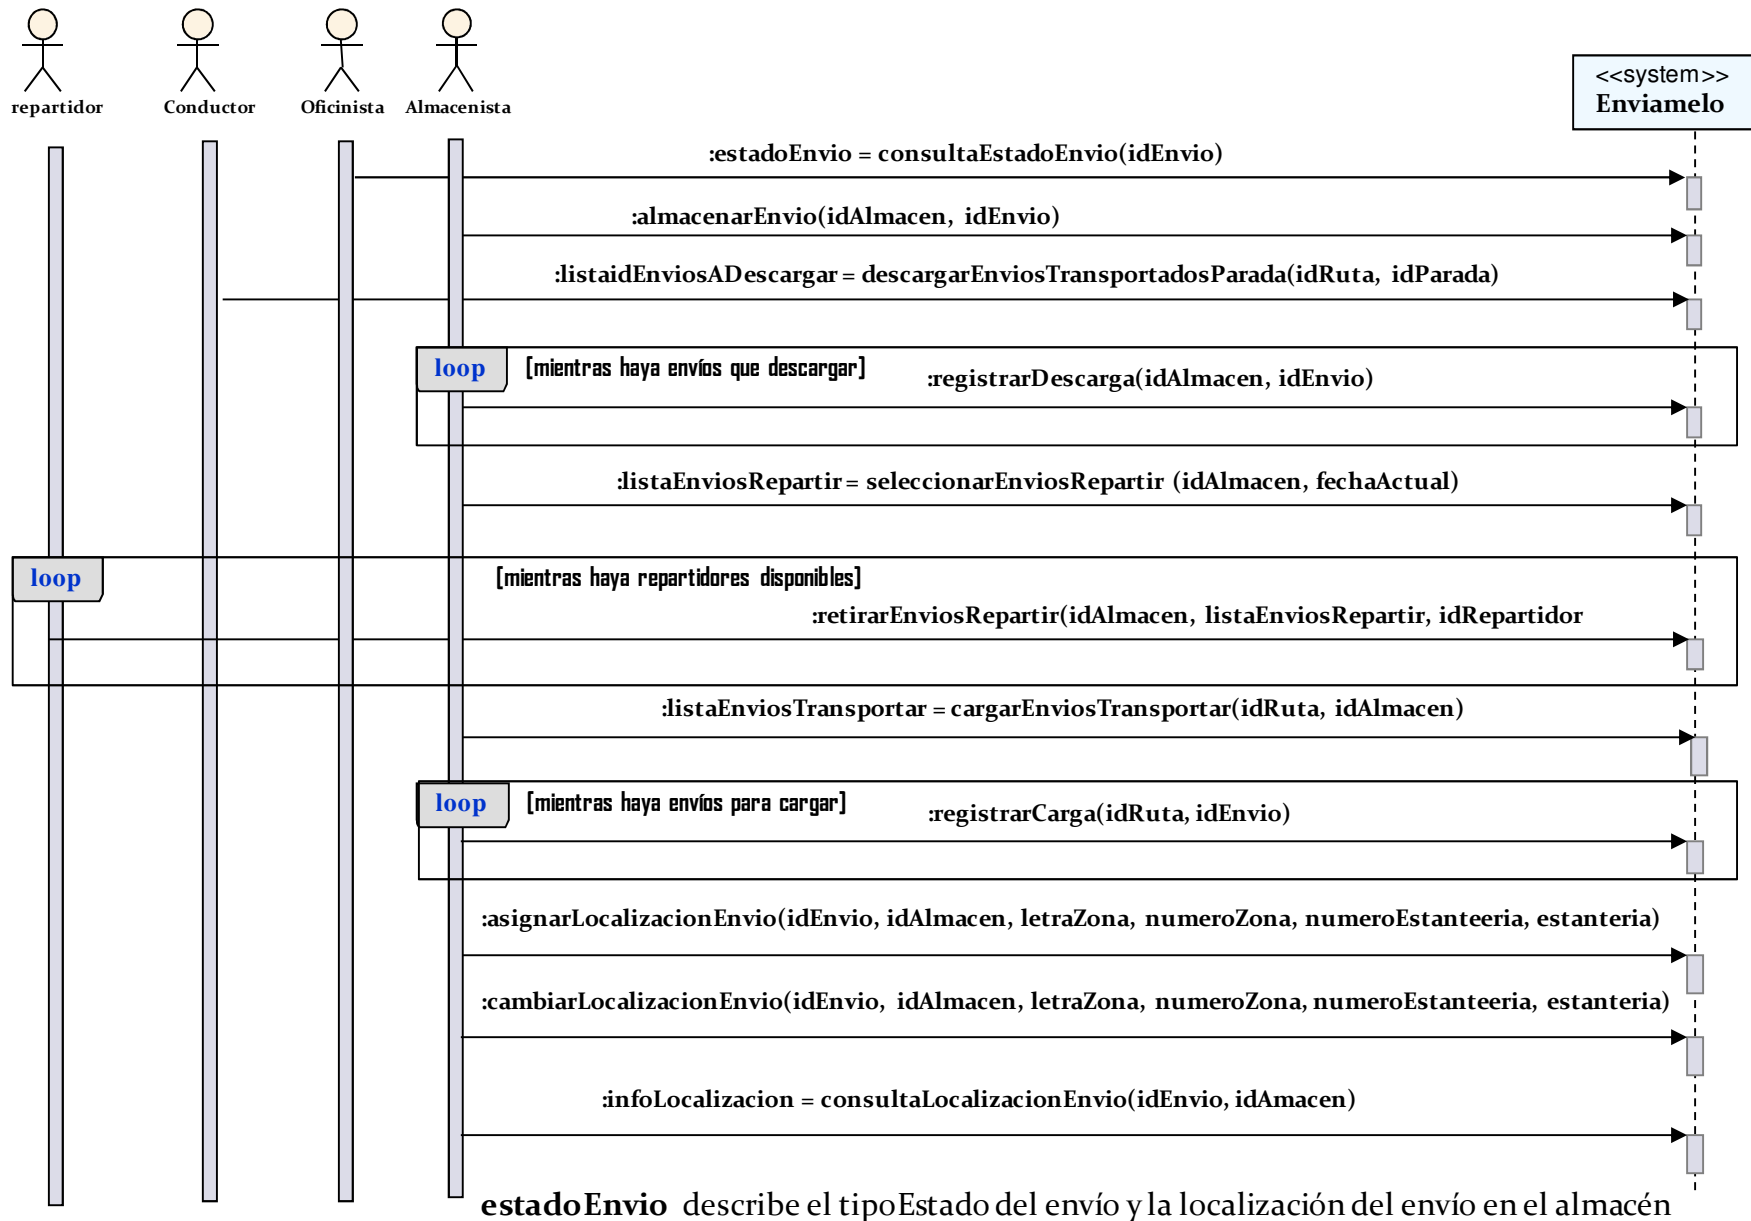 repartidor
Conductor
Oficinista
Almacenista
<<system>>
Enviamelo
:estadoEnvio = consultaEstadoEnvio(idEnvio)
:almacenarEnvio(idAlmacen, idEnvio)
:listaidEnviosADescargar = descargarEnviosTransportadosParada(idRuta, idParada)
loop [mientras haya envíos que descargar]
:registrarDescarga(idAlmacen, idEnvio)
:listaEnviosRepartir = seleccionarEnviosRepartir (idAlmacen, fechaActual)
loop [mientras haya repartidores disponibles]
:retirarEnviosRepartir(idAlmacen, listaEnviosRepartir, idRepartidor
:listaEnviosTransportar = cargarEnviosTransportar(idRuta, idAlmacen)
loop [mientras haya envíos para cargar]
:registrarCarga(idRuta, idEnvio)
:asignarLocalizacionEnvio(idEnvio, idAlmacen, letraZona, numeroZona, numeroEstanteeria, estanteria)
:cambiarLocalizacionEnvio(idEnvio, idAlmacen, letraZona, numeroZona, numeroEstanteeria, estanteria)
:infoLocalizacion = consultaLocalizacionEnvio(idEnvio, idAmacen)
estadoEnvio describe el tipoEstado del envío y la localización del envío en el almacén